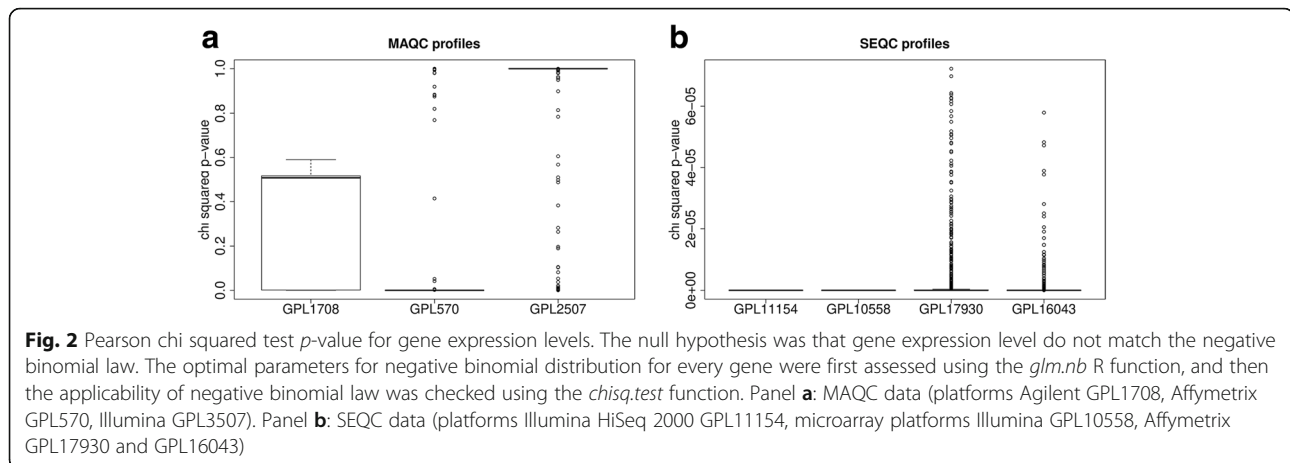 a
MAQC profiles
chi squared p-value
0.0 0.2 0.4 0.6 0.8 1.0
GPL1708 GPL570 GPL2507
b
SEQC profiles
chi squared p-value
0e+00 2e-05 4e-05 6e-05
GPL11154 GPL10558 GPL17930 GPL16043
Fig. 2 Pearson chi squared test p-value for gene expression levels. The null hypothesis was that gene expression level do not match the negative
binomial law. The optimal parameters for negative binomial distribution for every gene were first assessed using the glm.nb R function, and then
the applicability of negative binomial law was checked using the chisq.test function. Panel a: MAQC data (platforms Agilent GPL1708, Affymetrix
GPL570, Illumina GPL3507). Panel b: SEQC data (platforms Illumina HiSeq 2000 GPL11154, microarray platforms Illumina GPL10558, Affymetrix
GPL17930 and GPL16043)